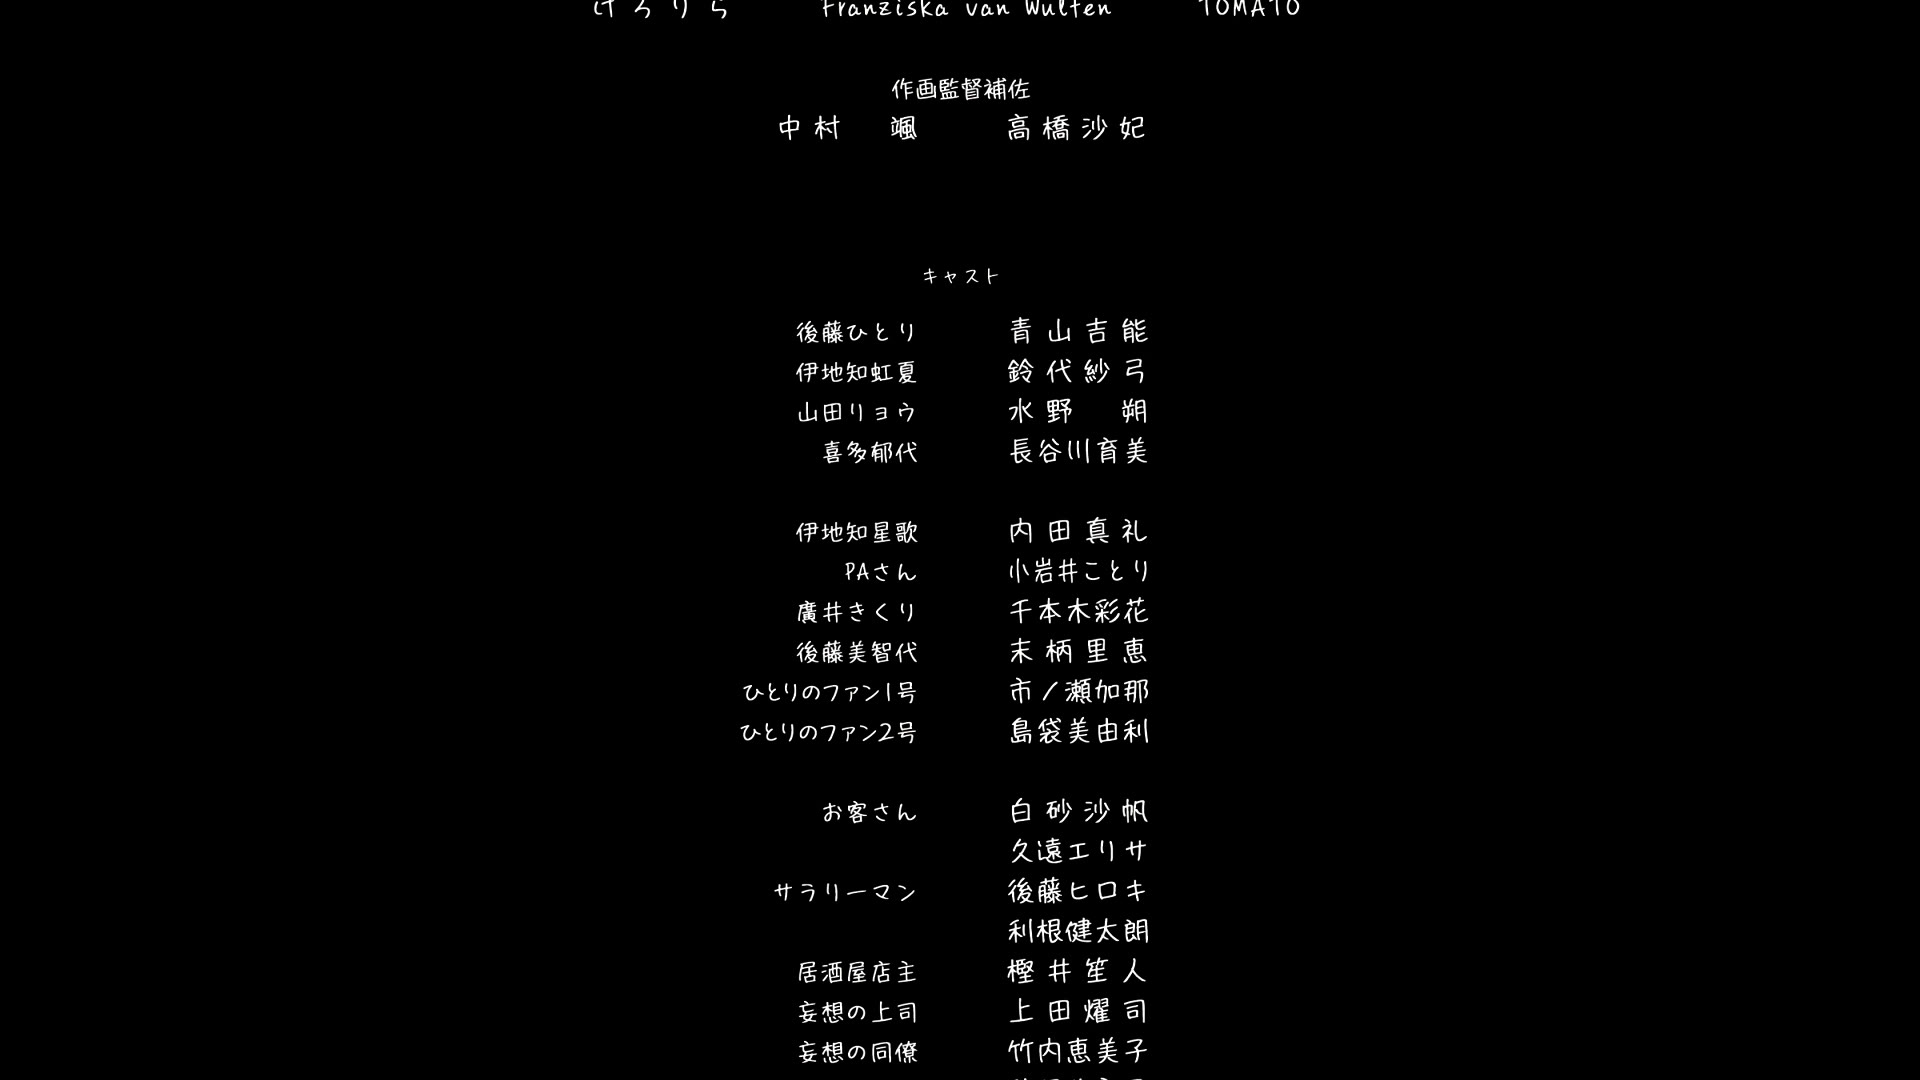 けろりら Franziska van Wulfen TOMATO
作画監督補佐
中村 颯 高橋沙妃
キャスト
後藤ひとり 青山吉能
伊地知虹夏 鈴代紗弓
山田リョウ 水野 朔
喜多郁代 長谷川育美
伊地知星歌 内田真礼
PAさん 小岩井ことり
廣井きくり 千本木彩花
後藤美智代 末柄里恵
ひとりのファン1号 市ノ瀬加那
ひとりのファン2号 島袋美由利
お客さん 白砂沙帆
久遠エリサ
サラリーマン 後藤ヒロキ
利根健太朗
居酒屋店主 樫井笙人
妄想の上司 上田燿司
妄想の同僚 竹内恵美子